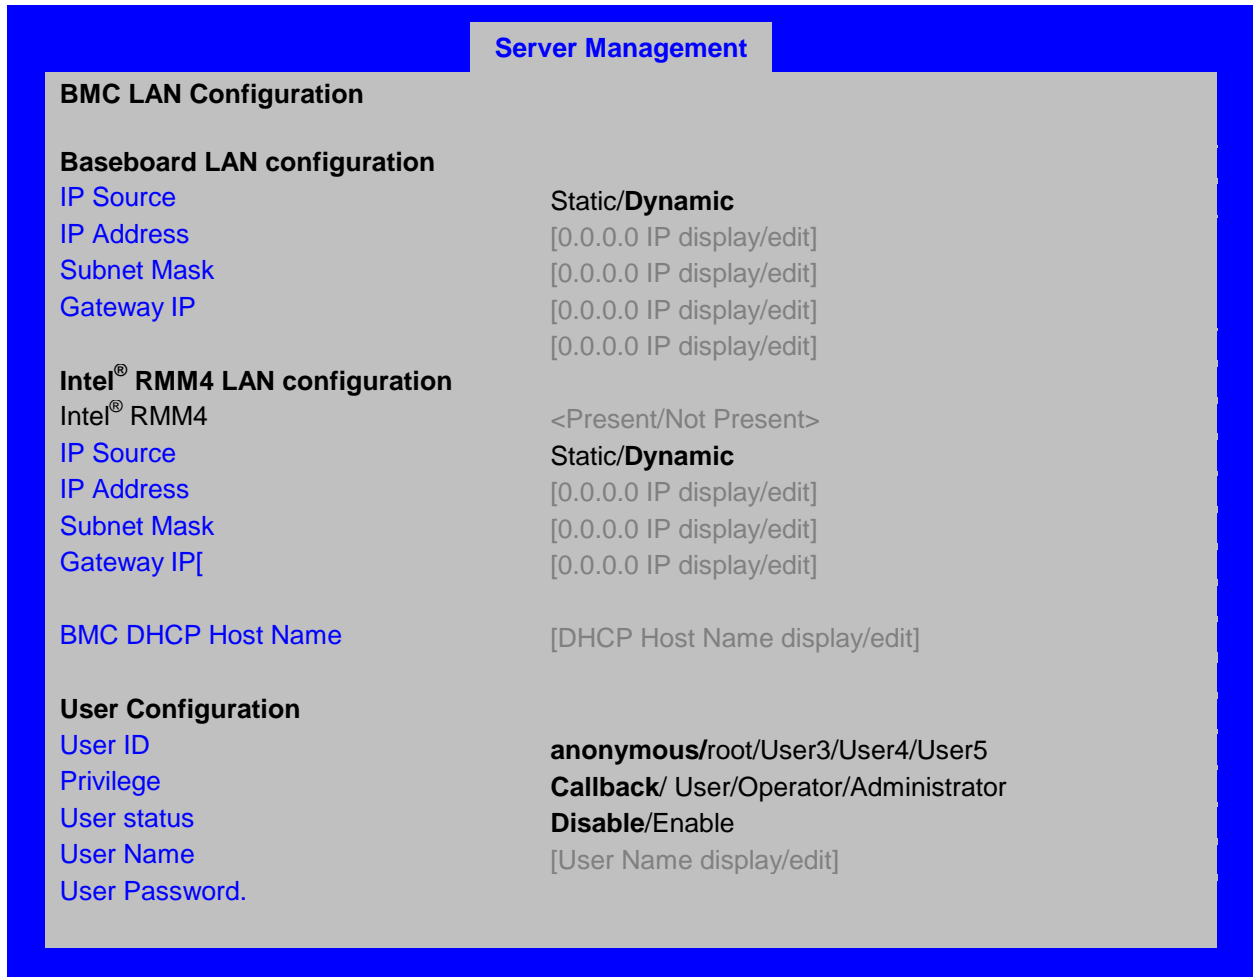 Server Management
BMC LAN Configuration
Baseboard LAN configuration
IP Source Static/Dynamic
IP Address [0.0.0.0 IP display/edit]
Subnet Mask [0.0.0.0 IP display/edit]
Gateway IP [0.0.0.0 IP display/edit]
[0.0.0.0 IP display/edit]
Intel® RMM4 LAN configuration
Intel® RMM4 <Present/Not Present>
IP Source Static/Dynamic
IP Address [0.0.0.0 IP display/edit]
Subnet Mask [0.0.0.0 IP display/edit]
Gateway IP[ [0.0.0.0 IP display/edit]
BMC DHCP Host Name [DHCP Host Name display/edit]
User Configuration
User ID anonymous/root/User3/User4/User5
Privilege Callback/ User/Operator/Administrator
User status Disable/Enable
User Name [User Name display/edit]
User Password.